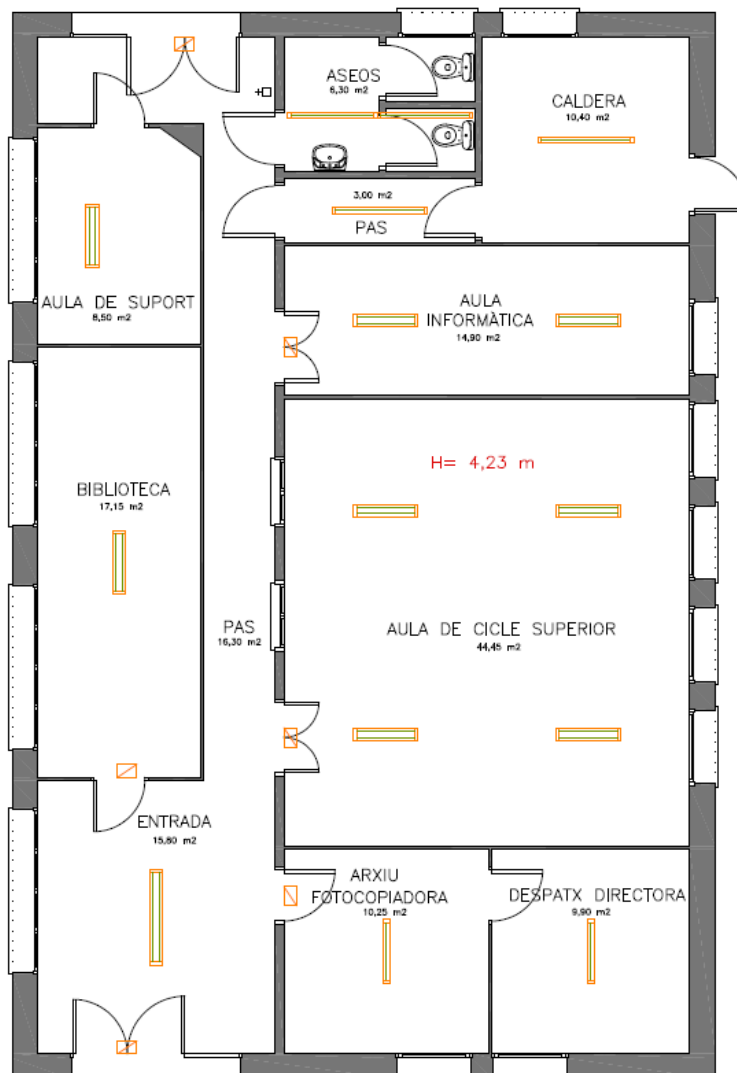 ASEOS
6,30 m2
CALDERA
10,40 m2
3,00 m2
PAS
AULA DE SUPORT
8,50 m2
AULA
INFORMÀTICA
14,90 m2
H= 4,23 m
BIBLIOTECA
17,15 m2
PAS
16,30 m2
AULA DE CICLE SUPERIOR
44,45 m2
ENTRADA
15,80 m2
ARXIU
FOTOCOPIADORA
10,25 m2
DESPATX DIRECTORA
9,90 m2